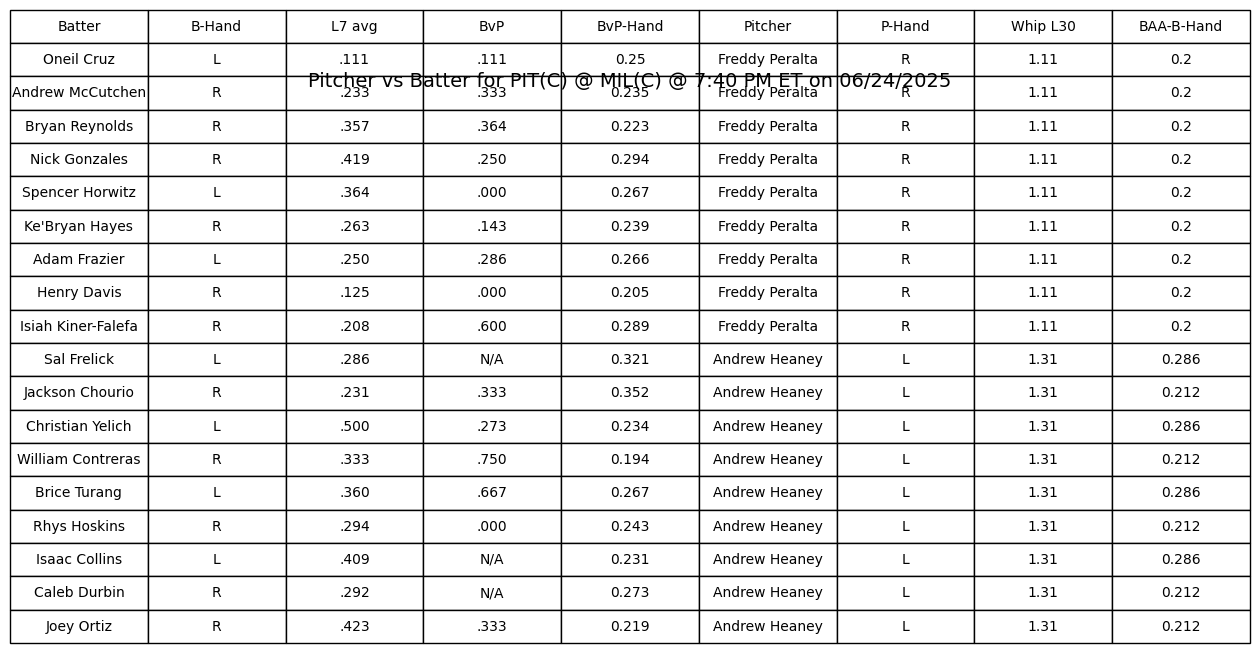 Batter B-Hand L7 avg BvP BvP-Hand Pitcher P-Hand Whip L30 BAA-B-Hand
Oneil Cruz L .111 .111 0.25 Freddy Peralta R 1.11 0.2
Pitcher vs Batter for PIT(C) @ MIL(C) @ 7:40 PM ET on 06/24/2025
Andrew McCutchen R .233 .333 0.235 Freddy Peralta R 1.11 0.2
Bryan Reynolds R .357 .364 0.223 Freddy Peralta R 1.11 0.2
Nick Gonzales R .419 .250 0.294 Freddy Peralta R 1.11 0.2
Spencer Horwitz L .364 .000 0.267 Freddy Peralta R 1.11 0.2
Ke'Bryan Hayes R .263 .143 0.239 Freddy Peralta R 1.11 0.2
Adam Frazier L .250 .286 0.266 Freddy Peralta R 1.11 0.2
Henry Davis R .125 .000 0.205 Freddy Peralta R 1.11 0.2
Isiah Kiner-Falefa R .208 .600 0.289 Freddy Peralta R 1.11 0.2
Sal Frelick L .286 N/A 0.321 Andrew Heaney L 1.31 0.286
Jackson Chourio R .231 .333 0.352 Andrew Heaney L 1.31 0.212
Christian Yelich L .500 .273 0.234 Andrew Heaney L 1.31 0.286
William Contreras R .333 .750 0.194 Andrew Heaney L 1.31 0.212
Brice Turang L .360 .667 0.267 Andrew Heaney L 1.31 0.286
Rhys Hoskins R .294 .000 0.243 Andrew Heaney L 1.31 0.212
Isaac Collins L .409 N/A 0.231 Andrew Heaney L 1.31 0.286
Caleb Durbin R .292 N/A 0.273 Andrew Heaney L 1.31 0.212
Joey Ortiz R .423 .333 0.219 Andrew Heaney L 1.31 0.212